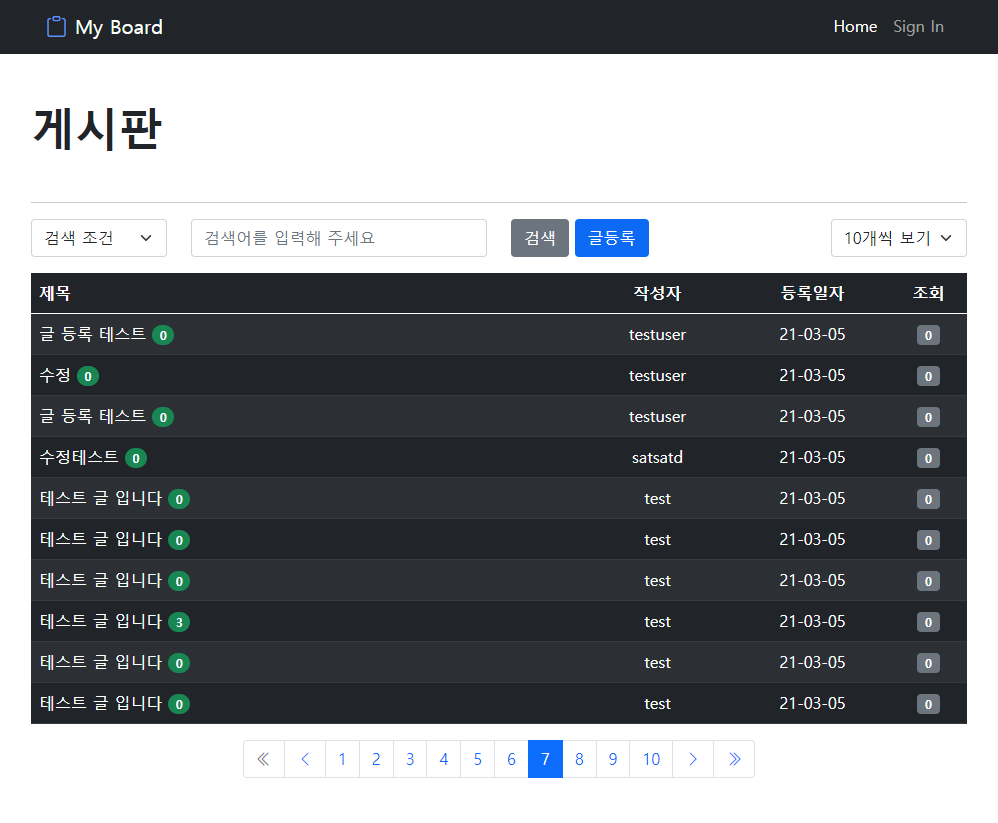 My Board Home Sign In
게시판
검색 조건 검색어를 입력해 주세요 검색 글등록 10개씩 보기
제목 작성자 등록일자 조회
글 등록 테스트 0 testuser 21-03-05 0
수정 0 testuser 21-03-05 0
글 등록 테스트 0 testuser 21-03-05 0
수정테스트 0 satsatd 21-03-05 0
테스트 글 입니다 0 test 21-03-05 0
테스트 글 입니다 0 test 21-03-05 0
테스트 글 입니다 0 test 21-03-05 0
테스트 글 입니다 3 test 21-03-05 0
테스트 글 입니다 0 test 21-03-05 0
테스트 글 입니다 0 test 21-03-05 0
« < 1 2 3 4 5 6 7 8 9 10 > »